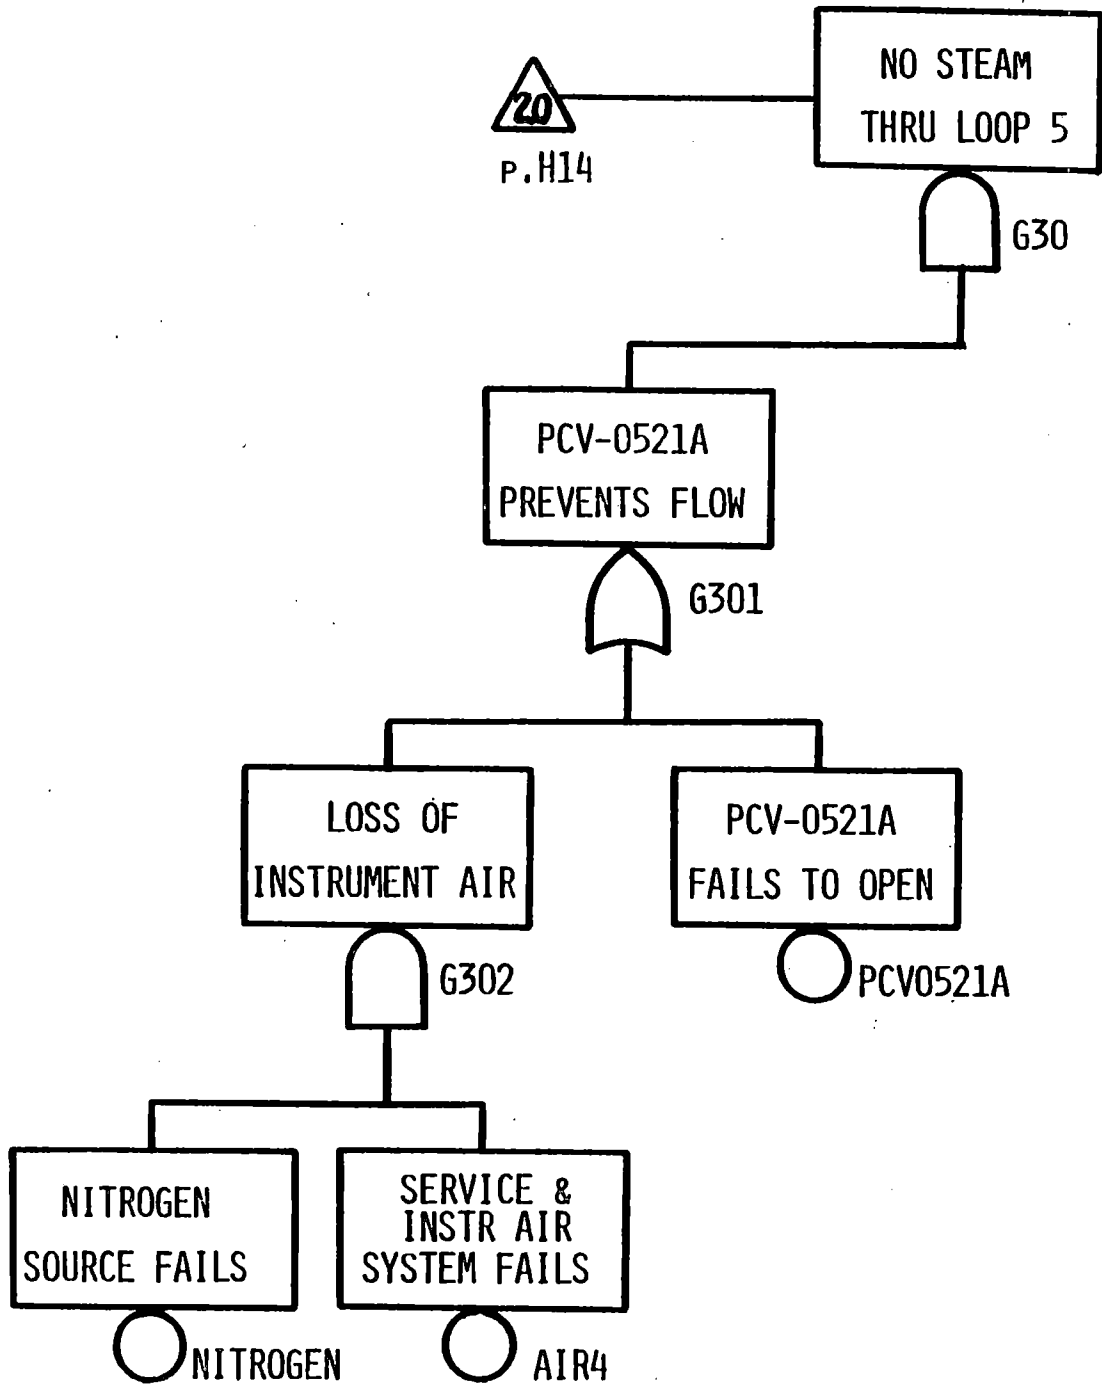 NO STEAM
THRU LOOP 5
20
P.H14
G30
PCV-0521A
PREVENTS FLOW
G301
LOSS OF
INSTRUMENT AIR
PCV-0521A
FAILS TO OPEN
G302
PCV0521A
NITROGEN
SOURCE FAILS
SERVICE &
INSTR AIR
SYSTEM FAILS
NITROGEN
AIR4